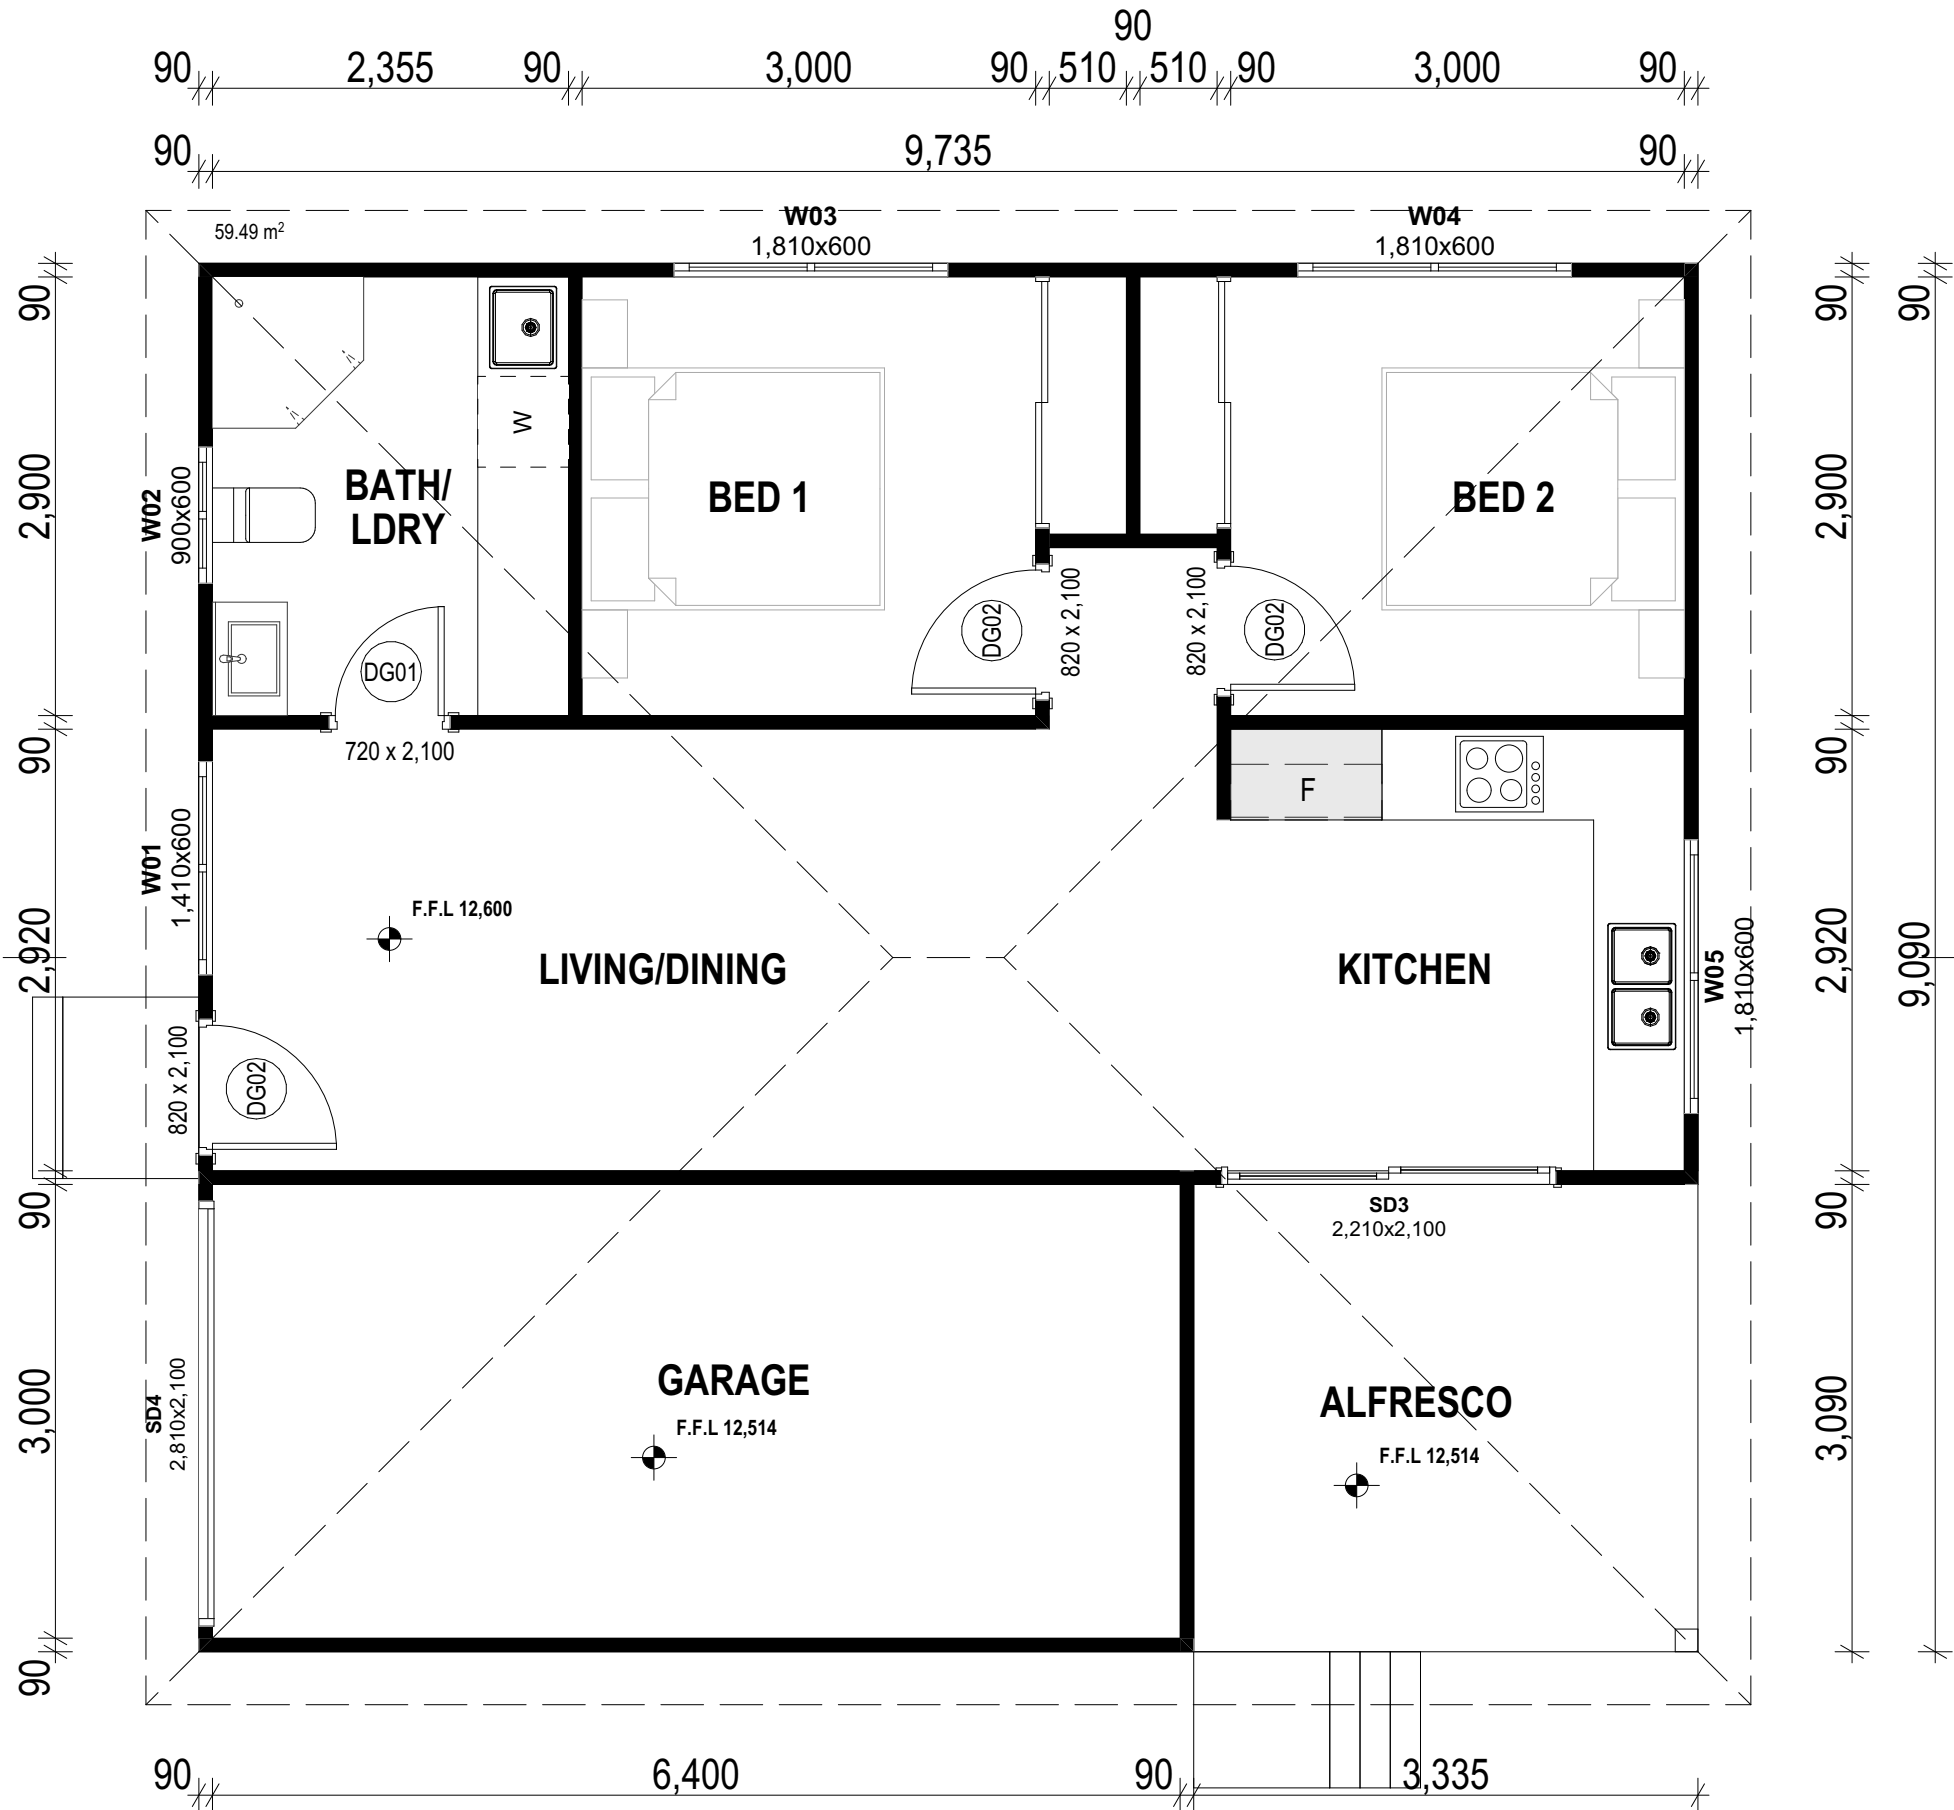 90
90 2,355 90 3,000 90 510 510 90 3,000 90
90 9,735 90
59.49 m²
W03
1,810x600
W04
1,810x600
90
2,900
90
2,920
90
3,000
90
W02
900x600
W01
1,410x600
820 x 2,100
SD4
2,810x2,100
BATH/
LDRY
W
DG01
720 x 2,100
BED 1
DG02
820 x 2,100
820 x 2,100
DG02
BED 2
F
F.F.L 12,600
LIVING/DINING
KITCHEN
DG02
W05
1,810x600
SD3
2,210x2,100
GARAGE
F.F.L 12,514
ALFRESCO
F.F.L 12,514
90
2,900
90
2,920
90
3,090
90
9,090
90 6,400 90 3,335